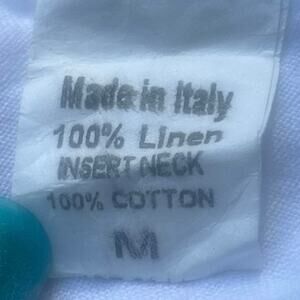 Made in Italy
100% Linen
INSERT NECK
100% COTTON
M